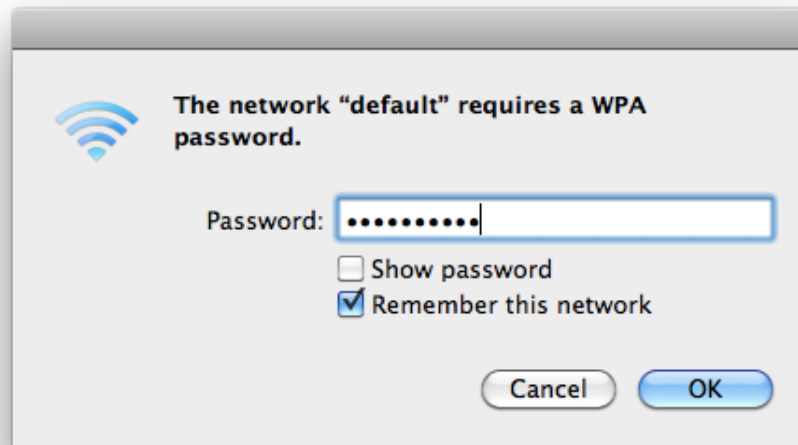 The network “default” requires a WPA
password.
Password: ••••••••••
Show password
Remember this network
Cancel OK